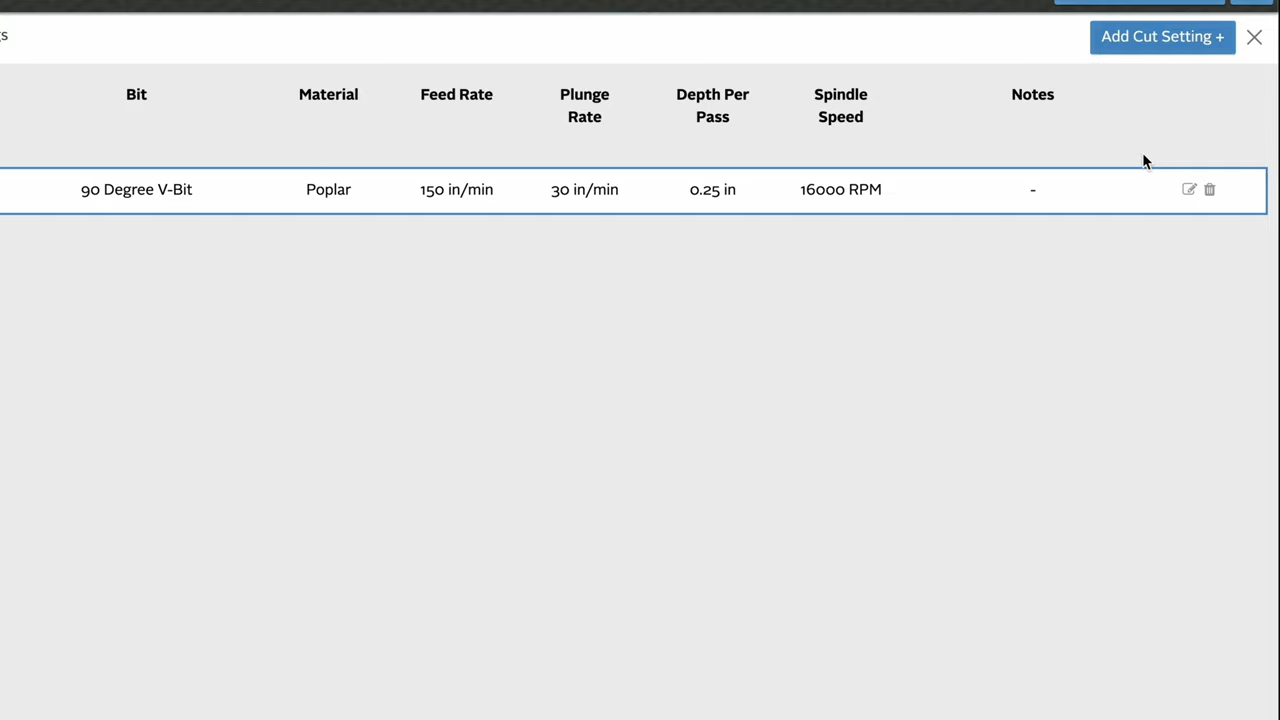 Add Cut Setting +
Bit Material Feed Rate Plunge Rate Depth Per Pass Spindle Speed Notes
90 Degree V-Bit Poplar 150 in/min 30 in/min 0.25 in 16000 RPM -